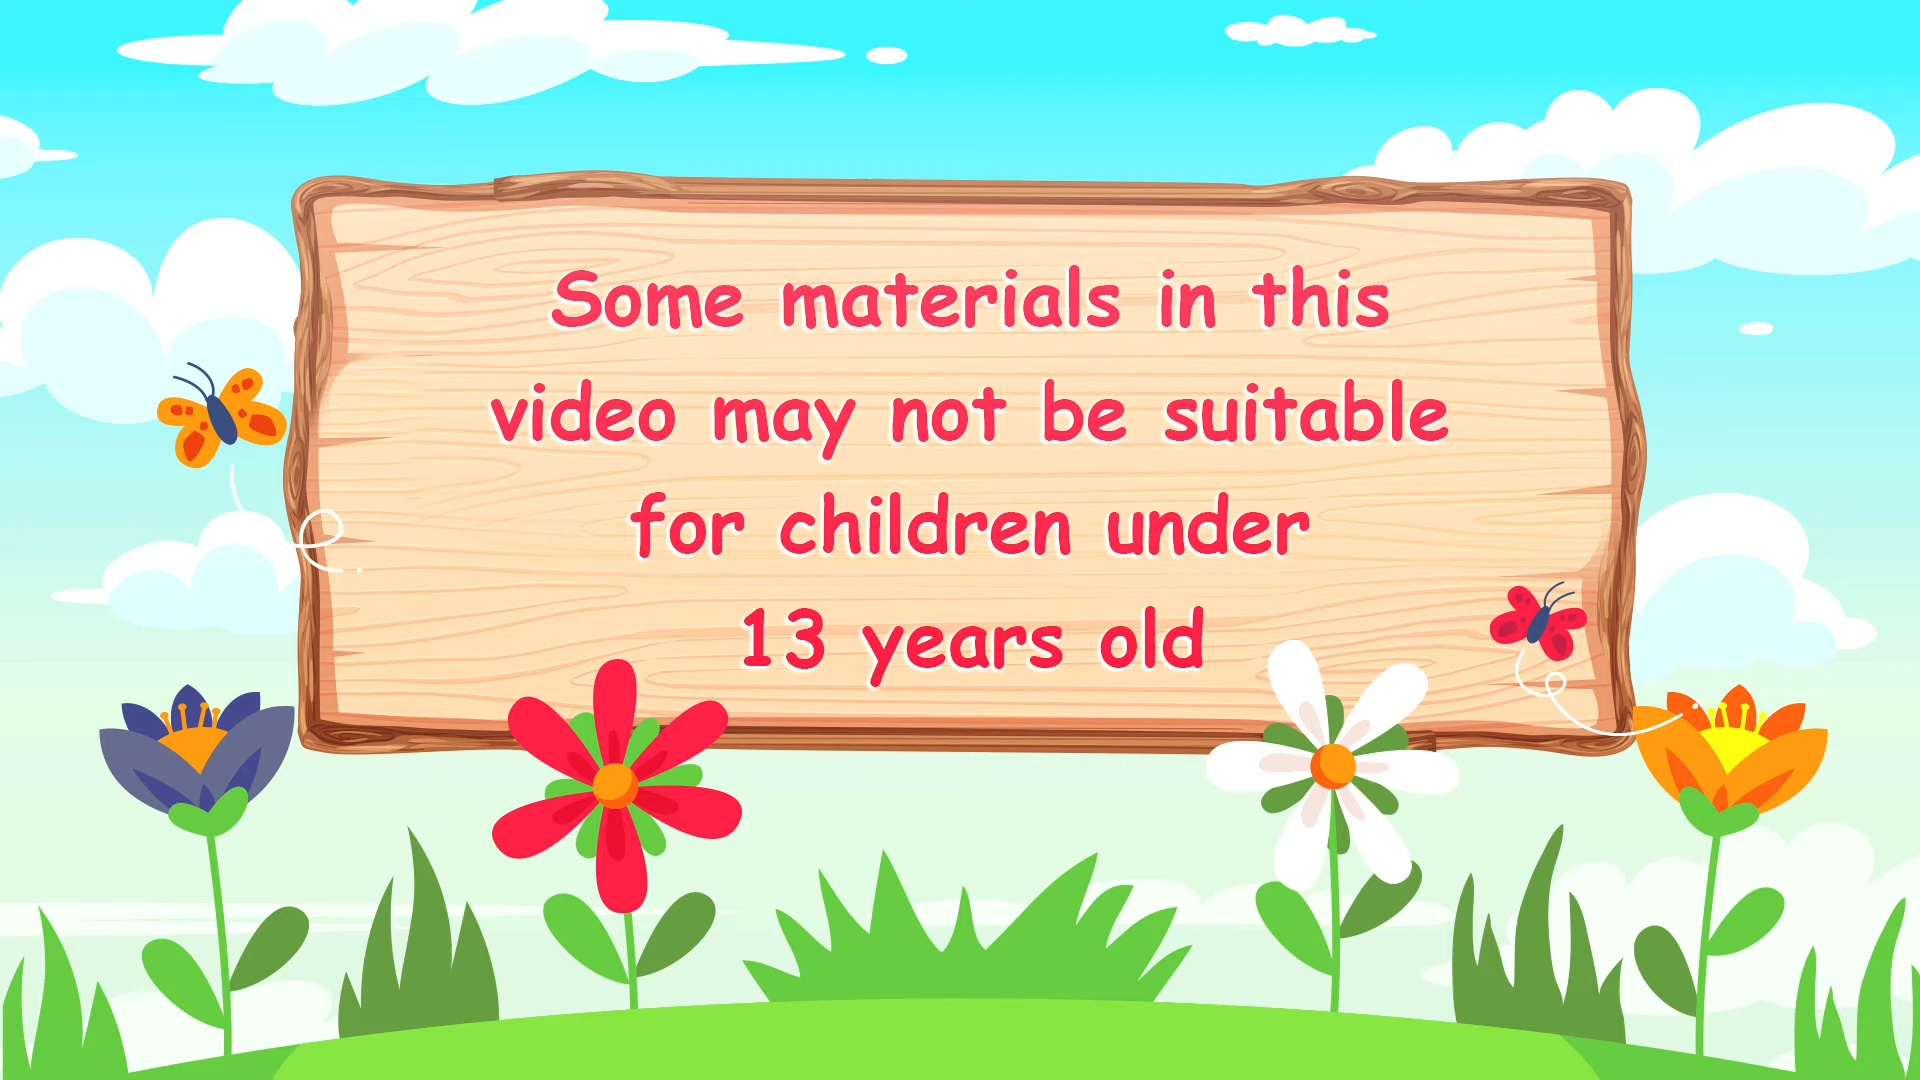 Some materials in this
video may not be suitable
for children under
13 years old